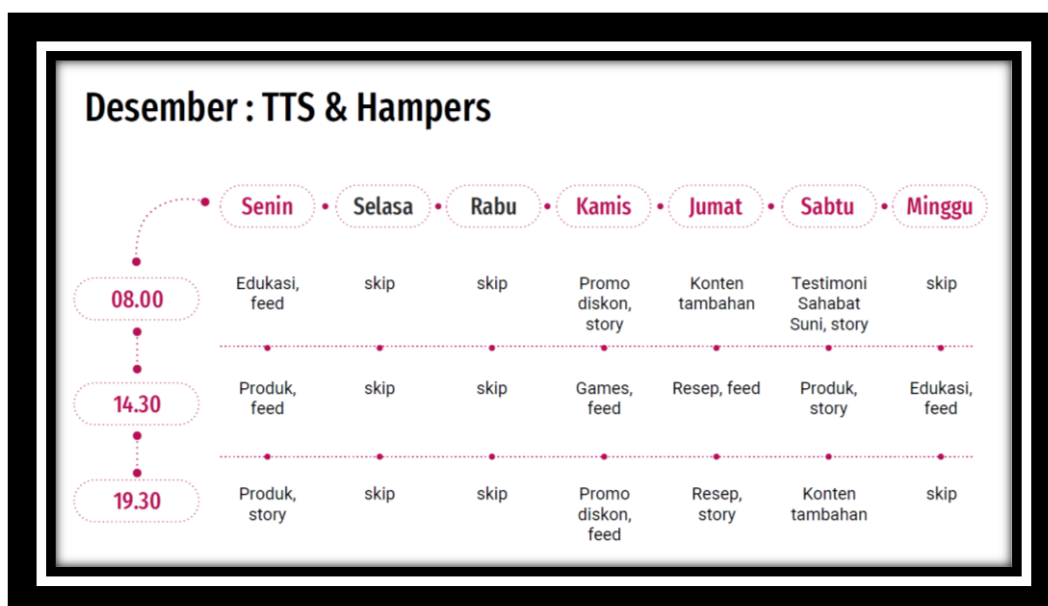 Desember : TTS & Hampers
Senin Selasa Rabu Kamis Jumat Sabtu Minggu
08.00
Edukasi,
feed
skip
skip
Promo
diskon,
story
Konten
tambahan
Testimoni
Sahabat
Suni, story
skip
14.30
Produk,
feed
skip
skip
Games,
feed
Resep, feed
Produk,
story
Edukasi,
feed
19.30
Produk,
story
skip
skip
Promo
diskon,
feed
Resep,
story
Konten
tambahan
skip